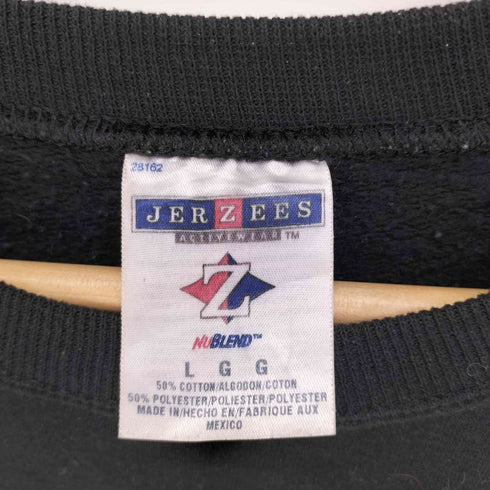 28162
JERZEES
ACTIVEWEAR™
Z
NUBLEND™
L G G
50% COTTON/ALGODON/COTON
50% POLYESTER/POLIESTER/POLYESTER
MADE IN/HECHO EN/FABRIQUE AUX
MEXICO